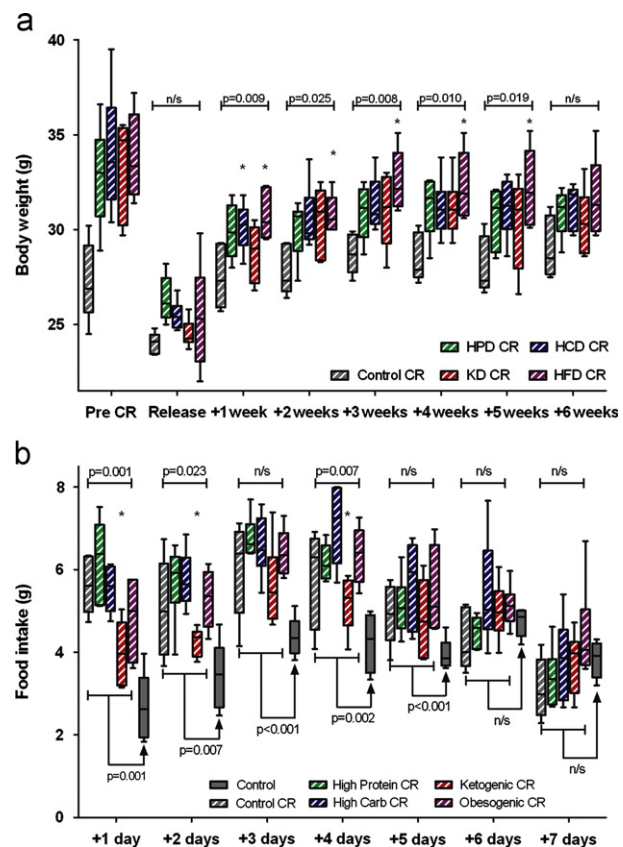 a
Body weight (g)
40
35
30
25
n/s
p=0.009
p=0.025
p=0.008
p=0.010
p=0.019
n/s
*
*
*
*
*
*
HPD CR
HCD CR
Control CR
KD CR
HFD CR
Pre CR
Release
+1 week
+2 weeks
+3 weeks
+4 weeks
+5 weeks
+6 weeks
b
Food intake (g)
8
6
4
2
0
p=0.001
p=0.023
n/s
p=0.007
n/s
n/s
n/s
*
*
*
p=0.001
p=0.007
p<0.001
p=0.002
p<0.001
n/s
n/s
Control
High Protein CR
Ketogenic CR
Control CR
High Carb CR
Obesogenic CR
+1 day
+2 days
+3 days
+4 days
+5 days
+6 days
+7 days